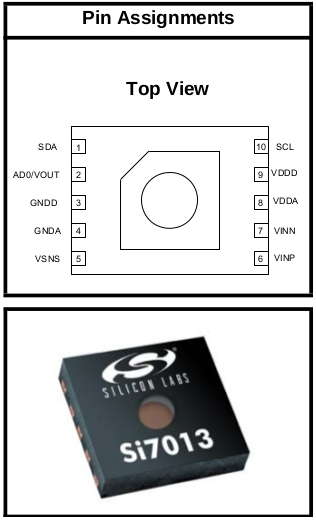 Pin Assignments
Top View
SDA 1 10 SCL
AD0/VOUT 2 9 VDDD
GNDD 3 8 VDDA
GNDA 4 7 VINN
VSNS 5 6 VINP
SILICON LABS
Si7013